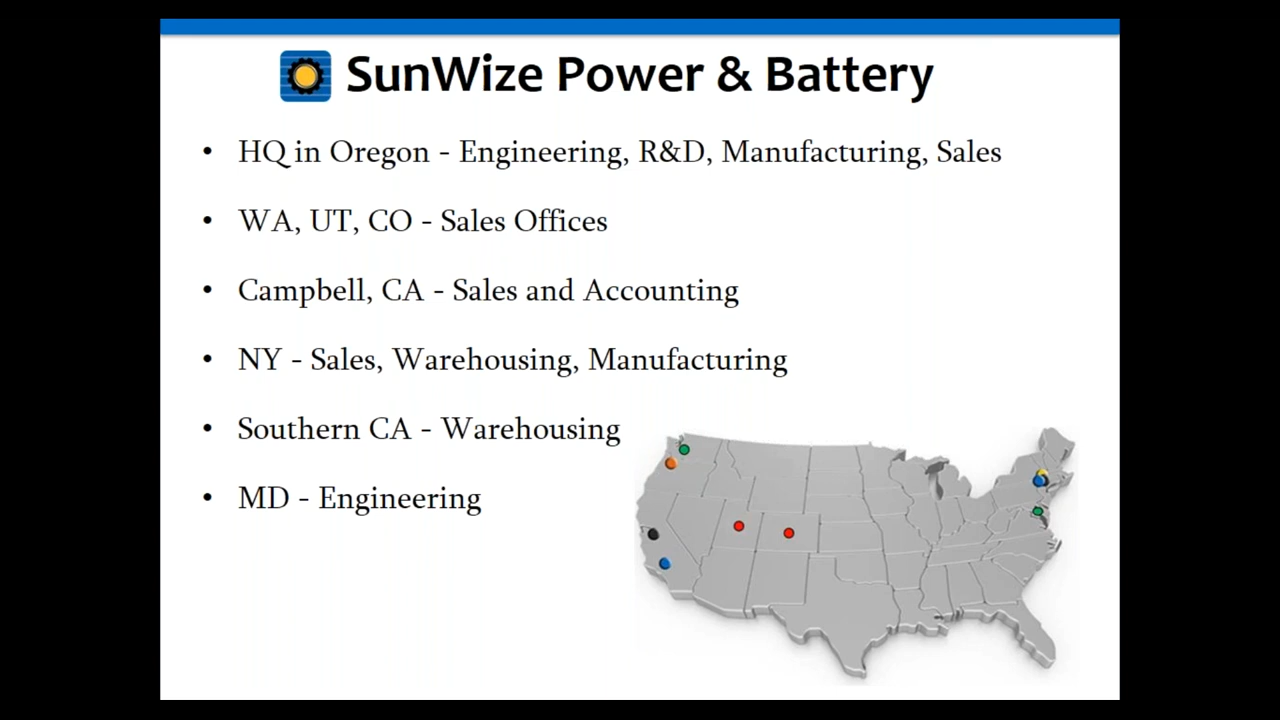 SunWize Power & Battery
• HQ in Oregon - Engineering, R&D, Manufacturing, Sales
• WA, UT, CO - Sales Offices
• Campbell, CA - Sales and Accounting
• NY - Sales, Warehousing, Manufacturing
• Southern CA - Warehousing
• MD - Engineering